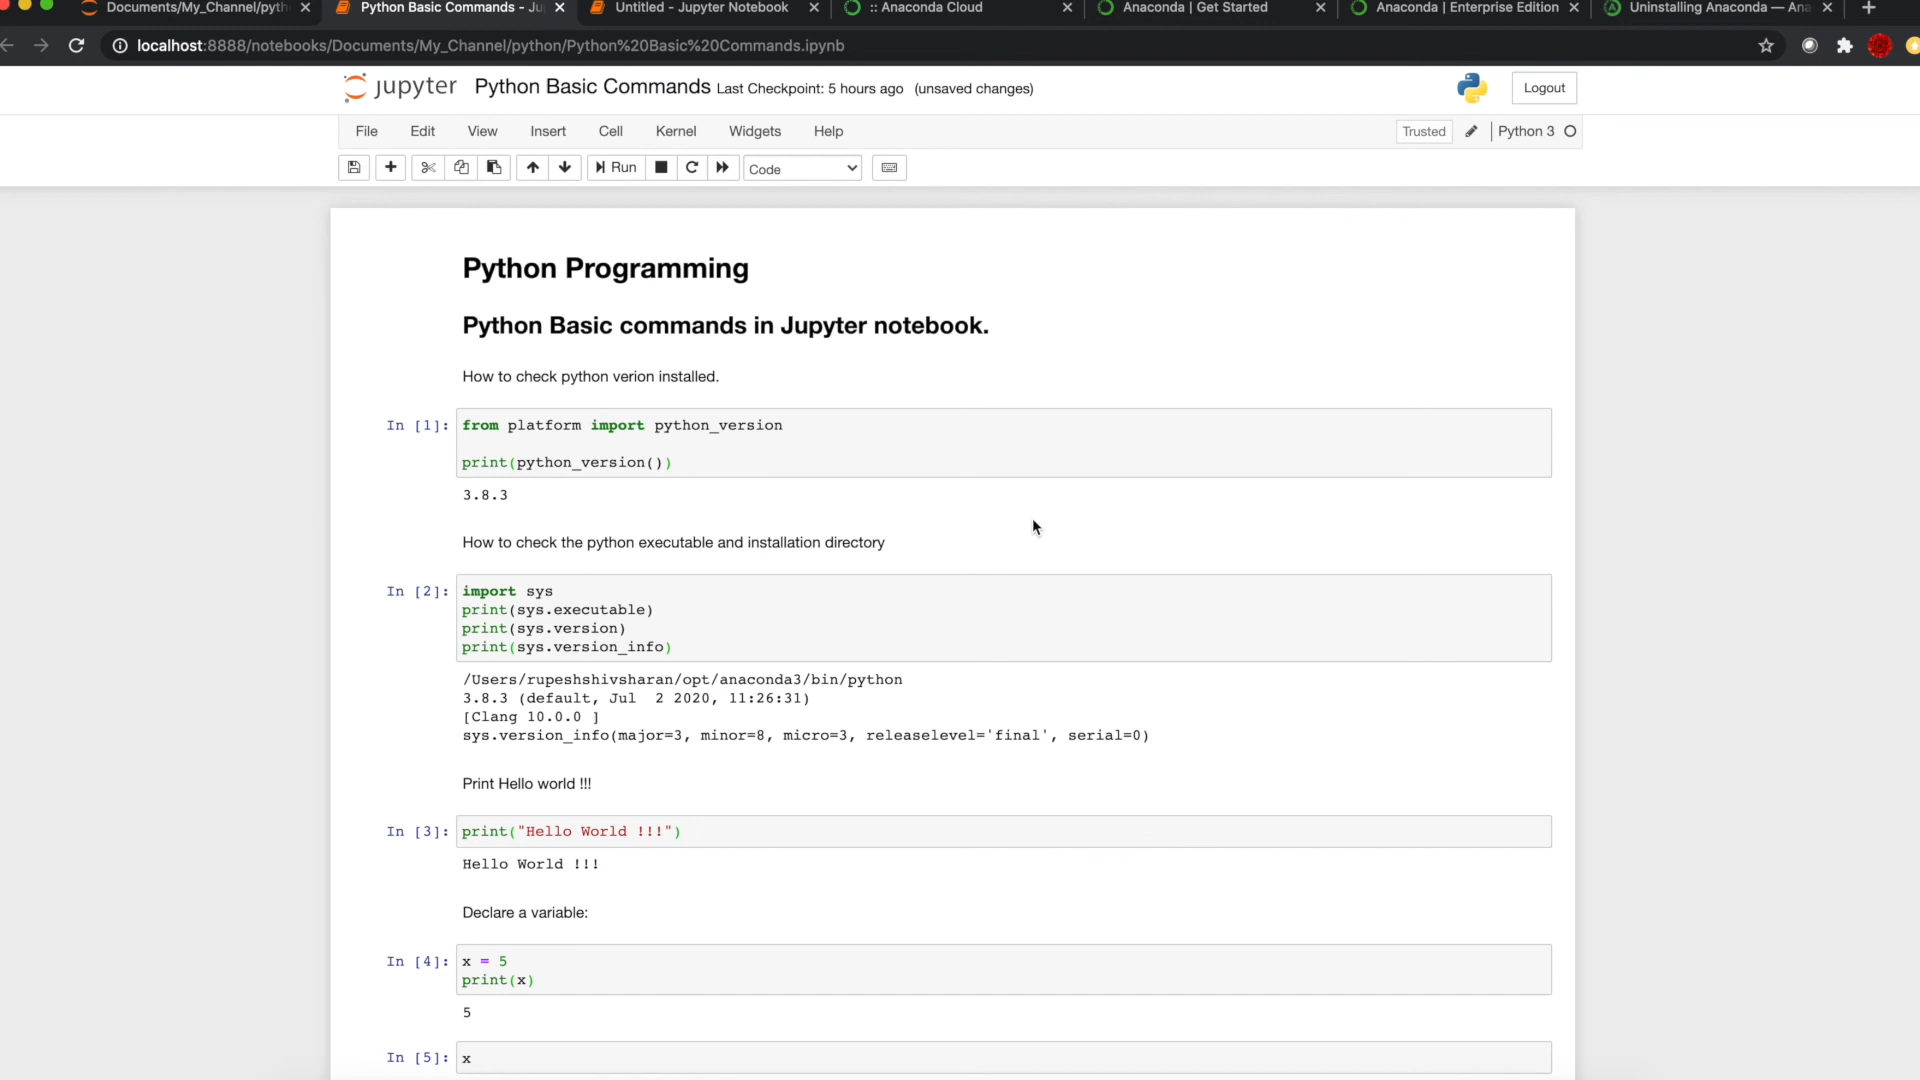 Documents/My_Channel/pyth
Python Basic Commands - Ju
Untitled - Jupyter Notebook
:: Anaconda Cloud
Anaconda | Get Started
Anaconda | Enterprise Edition
Uninstalling Anaconda — Ana
localhost:8888/notebooks/Documents/My_Channel/python/Python%20Basic%20Commands.ipynb
jupyter Python Basic Commands Last Checkpoint: 5 hours ago (unsaved changes)
Logout
File Edit View Insert Cell Kernel Widgets Help
Trusted Python 3
Run Code
Python Programming
Python Basic commands in Jupyter notebook.
How to check python verion installed.
In [1]: from platform import python_version
print(python_version())
3.8.3
How to check the python executable and installation directory
In [2]: import sys
print(sys.executable)
print(sys.version)
print(sys.version_info)
/Users/rupeshshivsharan/opt/anaconda3/bin/python
3.8.3 (default, Jul  2 2020, 11:26:31)
[Clang 10.0.0 ]
sys.version_info(major=3, minor=8, micro=3, releaselevel='final', serial=0)
Print Hello world !!!
In [3]: print("Hello World !!!")
Hello World !!!
Declare a variable:
In [4]: x = 5
print(x)
5
In [5]: x